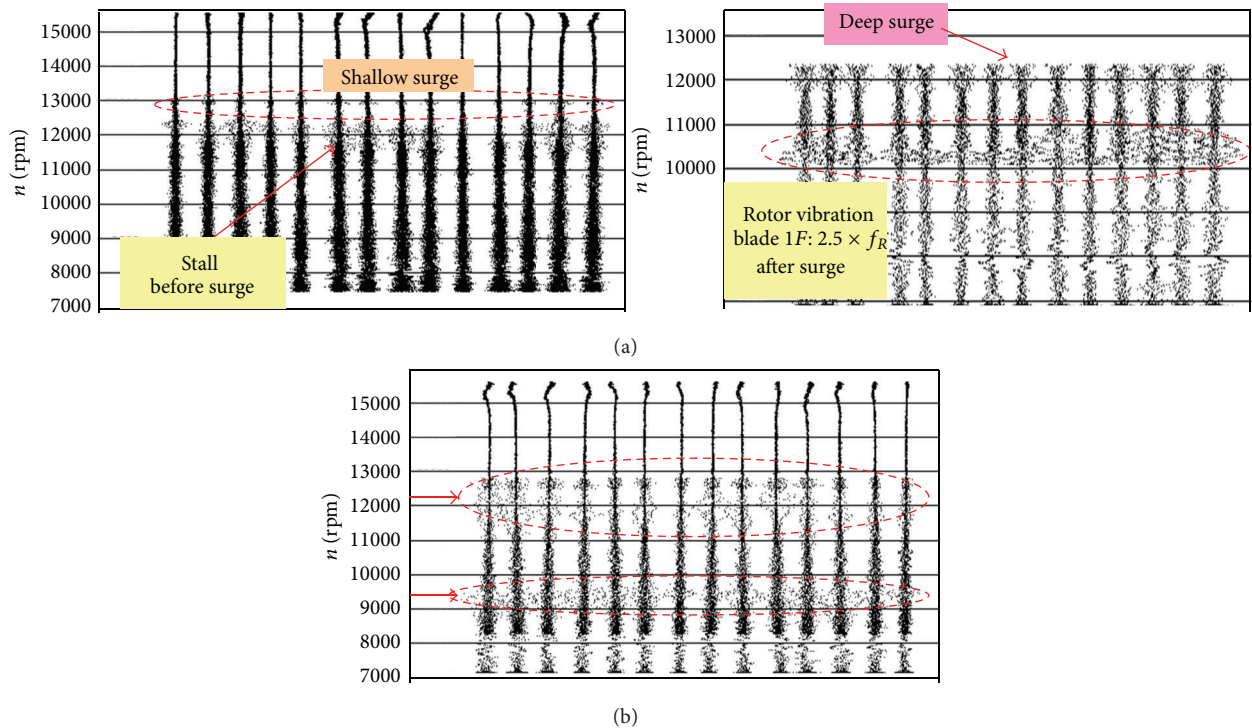 15000
14000
13000
12000
11000
10000
9000
8000
7000
n (rpm)
Shallow surge
Stall
before surge
13000
12000
11000
10000
n (rpm)
Deep surge
Rotor vibration
blade 1F: 2.5 × f_R
after surge
(a)
15000
14000
13000
12000
11000
10000
9000
8000
7000
n (rpm)
(b)